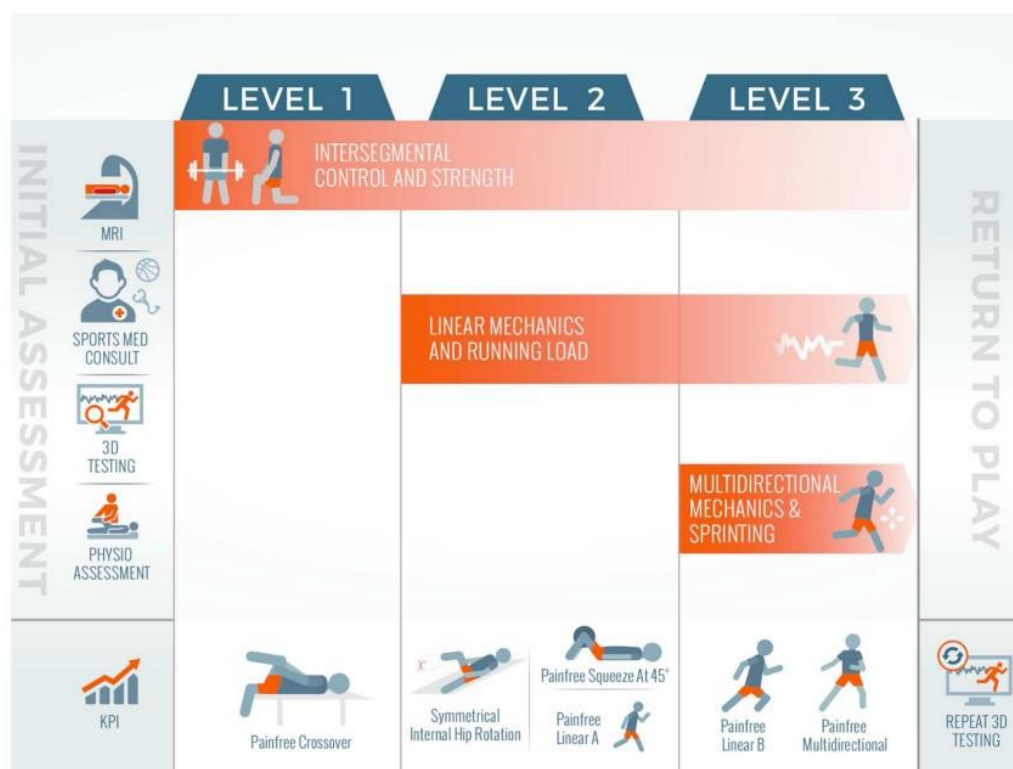 LEVEL 1
LEVEL 2
LEVEL 3
INITIAL ASSESSMENT
MRI
SPORTS MED
CONSULT
3D
TESTING
PHYSIO
ASSESSMENT
INTERSEGMENTAL
CONTROL AND STRENGTH
LINEAR MECHANICS
AND RUNNING LOAD
MULTIDIRECTIONAL
MECHANICS &
SPRINTING
RETURN TO PLAY
KPI
Painfree Crossover
X°
Symmetrical
Internal Hip Rotation
Painfree Squeeze At 45°
Painfree
Linear A
Painfree
Linear B
Painfree
Multidirectional
REPEAT 3D
TESTING